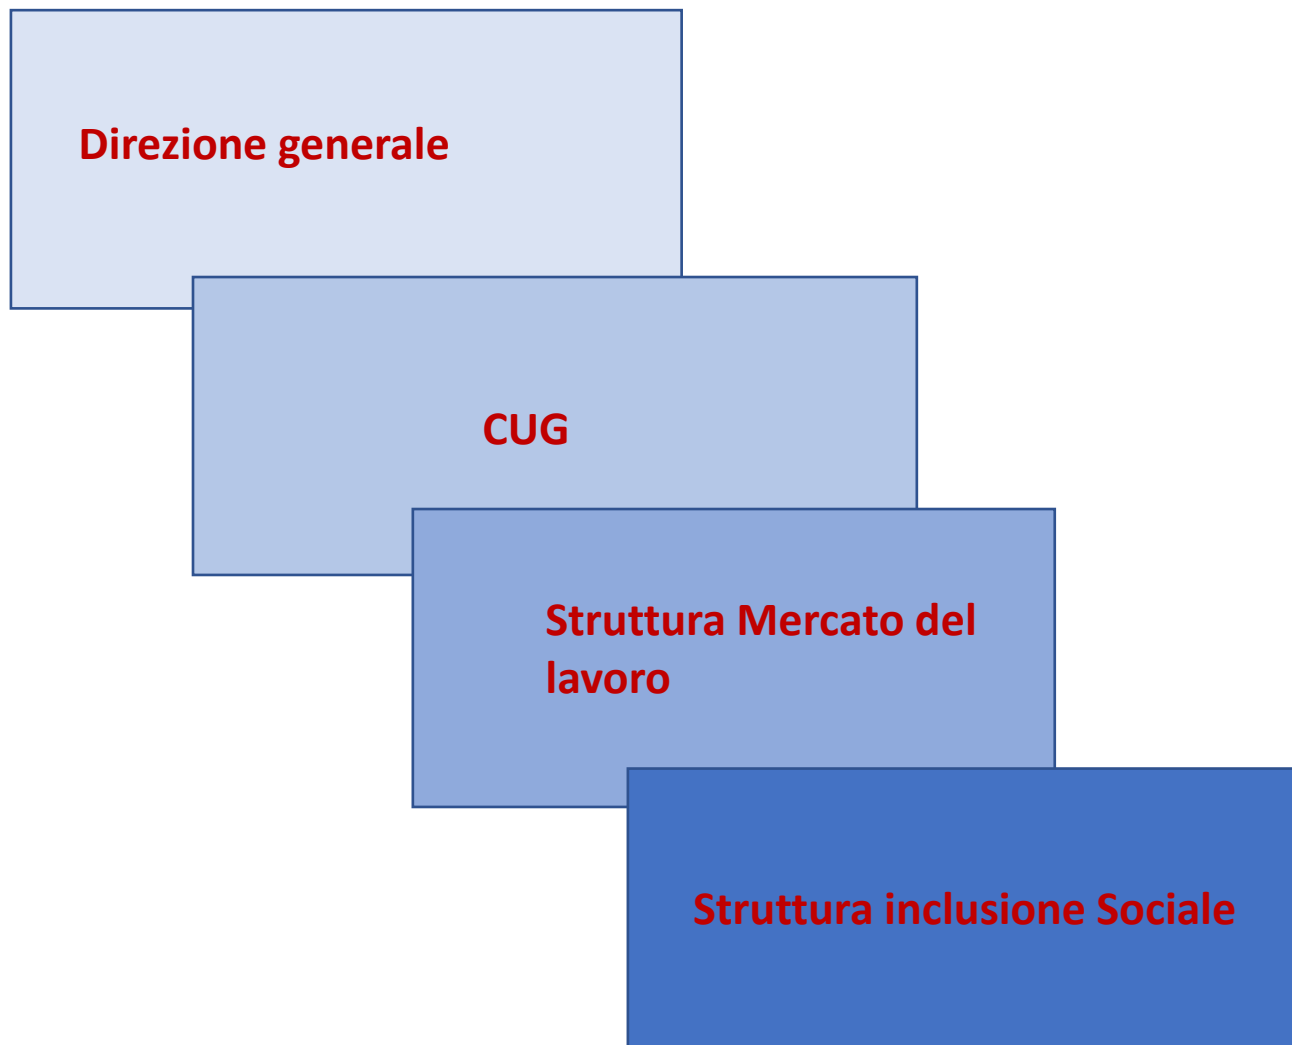 Direzione generale
CUG
Struttura Mercato del
lavoro
Struttura inclusione Sociale